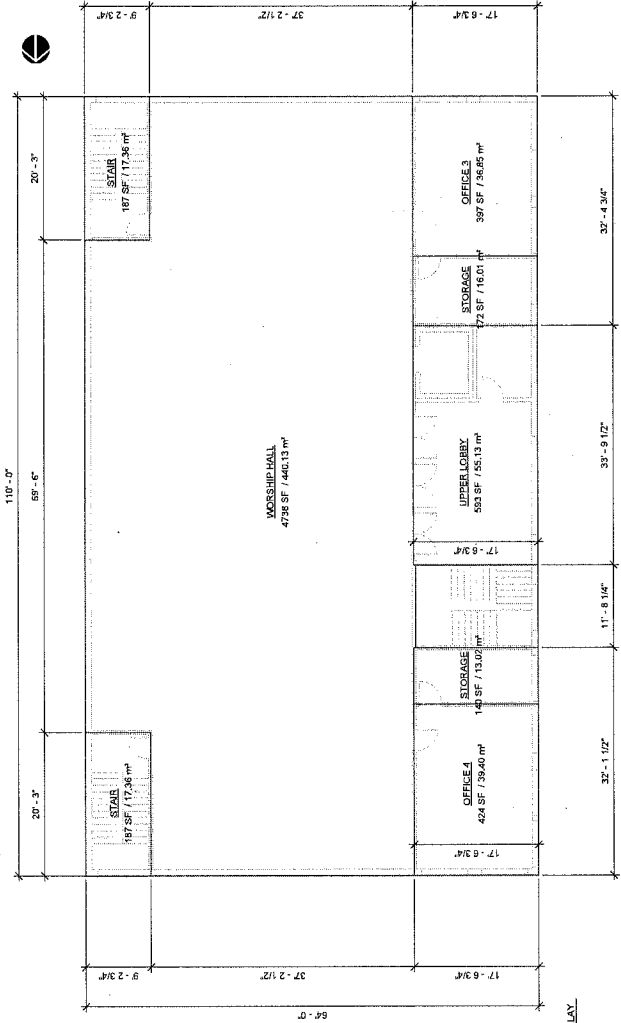 9' - 2 3/4"
37' - 2 1/2"
17' - 6 3/4"
110' - 0"
20' - 3"
69' - 6"
20' - 3"
STAIR
187 SF / 17.36 m²
OFFICE 3
397 SF / 36.85 m²
32' - 4 3/4"
STORAGE
172 SF / 16.01 m²
WORSHIP HALL
4738 SF / 440.13 m²
UPPER LOBBY
593 SF / 55.13 m²
33' - 9 1/2"
17' - 6 3/4"
11' - 8 1/4"
STORAGE
140 SF / 13.02 m²
STAIR
187 SF / 17.36 m²
OFFICE 4
424 SF / 39.40 m²
32' - 1 1/2"
17' - 6 3/4"
9' - 2 3/4"
37' - 2 1/2"
17' - 6 3/4"
64' - 0"
LAY